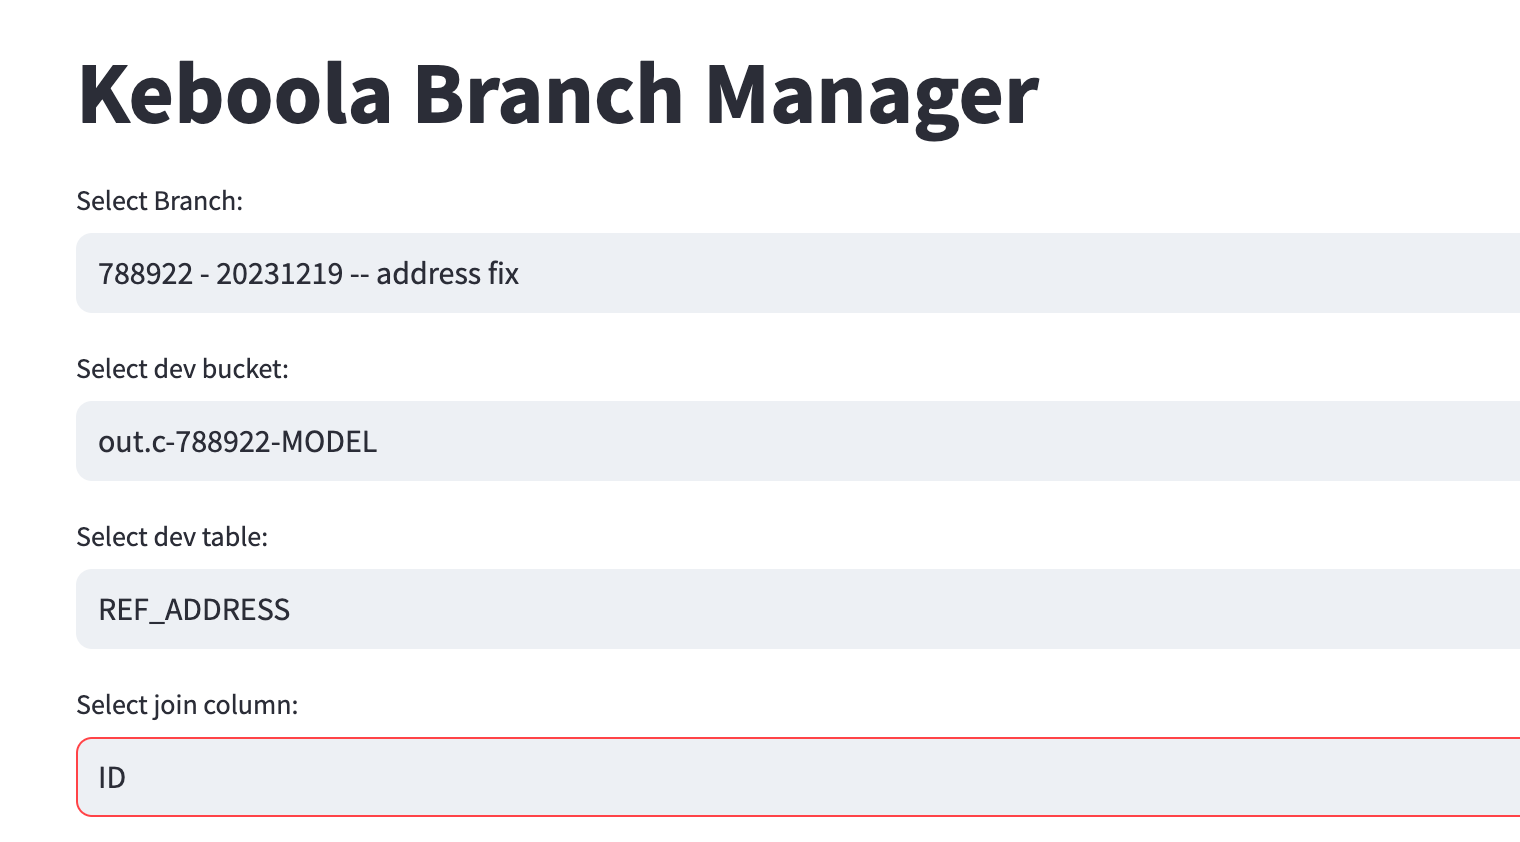 Keboola Branch Manager
Select Branch:
788922 - 20231219 -- address fix
Select dev bucket:
out.c-788922-MODEL
Select dev table:
REF_ADDRESS
Select join column:
ID